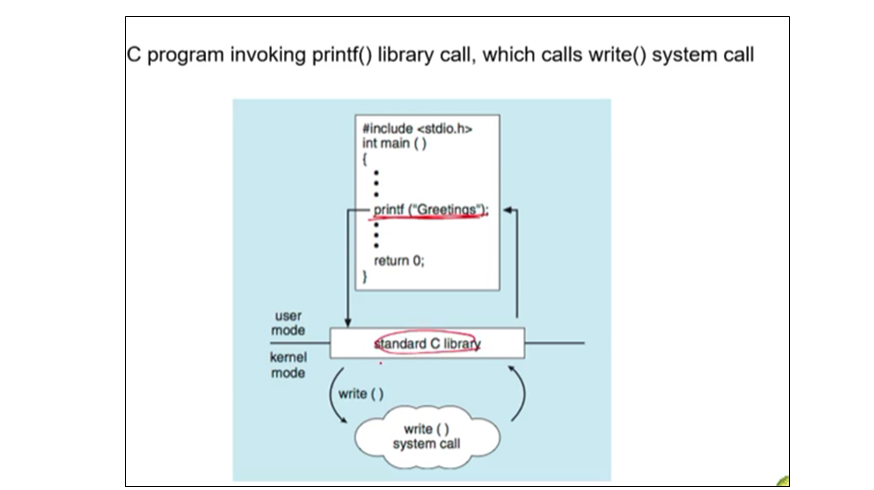 C program invoking printf() library call, which calls write() system call
#include <stdio.h>
int main ( )
{
printf ("Greetings");
return 0;
}
user
mode
standard C library
kernel
mode
write ( )
write ( )
system call